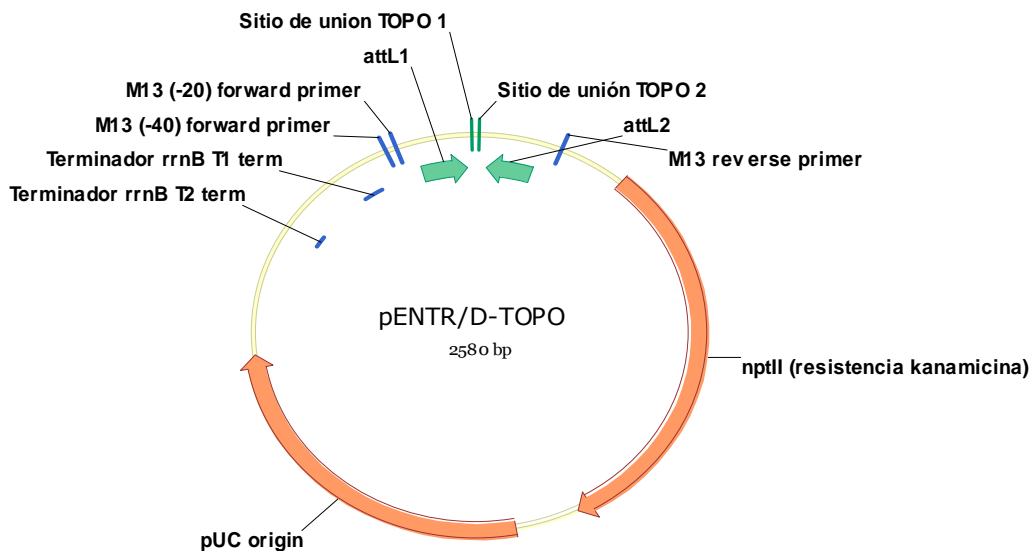 Sitio de union TOPO 1
attL1
M13 (-20) forward primer
Sitio de unión TOPO 2
M13 (-40) forward primer
attL2
Terminador rrnB T1 term
M13 rev erse primer
Terminador rrnB T2 term
pENTR/D-TOPO
2580 bp
nptII (resistencia kanamicina)
pUC origin